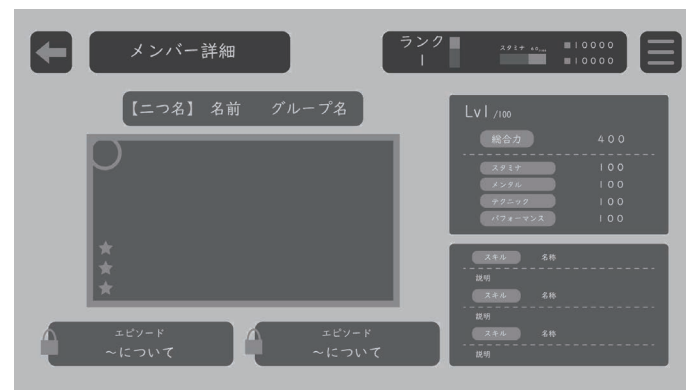 メンバー詳細
ランク
1
スタミナ
10000
10000
【二つ名】 名前 グループ名
Lv1 /100
総合力 400
スタミナ 100
メンタル 100
テクニック 100
パフォーマンス 100
スキル 名称
説明
スキル 名称
説明
スキル 名称
説明
エピソード
～について
エピソード
～について